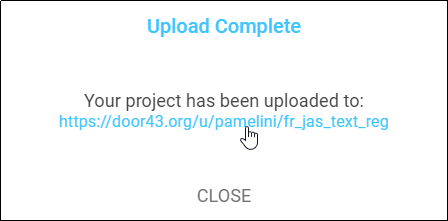 Upload Complete
Your project has been uploaded to:
https://door43.org/u/pamelini/fr_jas_text_reg
CLOSE